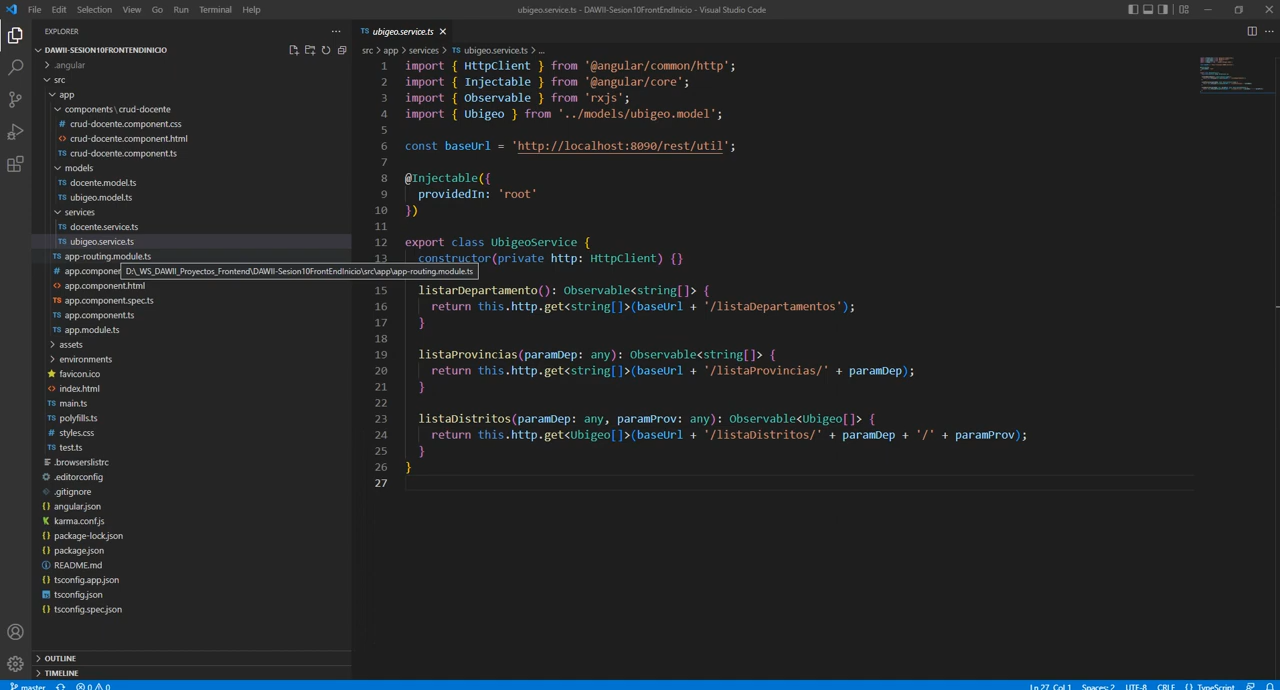 File Edit Selection View Go Run Terminal Help
ubigeo.service.ts - DAWII-Sesion10FrontEndInicio - Visual Studio Code
EXPLORER
DAWII-SESION10FRONTENDINICIO
.angular
src
app
components \ crud-docente
crud-docente.component.css
crud-docente.component.html
crud-docente.component.ts
models
docente.model.ts
ubigeo.model.ts
services
docente.service.ts
ubigeo.service.ts
app-routing.module.ts
app.component
D:\_WS_DAWII_Proyectos_Frontend\DAWII-Sesion10FrontEndInicio\src\app\app-routing.module.ts
app.component.html
app.component.spec.ts
app.component.ts
app.module.ts
assets
environments
favicon.ico
index.html
main.ts
polyfills.ts
styles.css
test.ts
.browserslistrc
.editorconfig
.gitignore
angular.json
karma.conf.js
package-lock.json
package.json
README.md
tsconfig.app.json
tsconfig.json
tsconfig.spec.json
OUTLINE
TIMELINE
TS ubigeo.service.ts
src > app > services > TS ubigeo.service.ts > ...
1 import { HttpClient } from '@angular/common/http';
2 import { Injectable } from '@angular/core';
3 import { Observable } from 'rxjs';
4 import { Ubigeo } from '../models/ubigeo.model';
5
6 const baseUrl = 'http://localhost:8090/rest/util';
7
8 @Injectable({
9 providedIn: 'root'
10 })
11
12 export class UbigeoService {
13 constructor(private http: HttpClient) {}
15 listarDepartamento(): Observable<string[]> {
16 return this.http.get<string[]>(baseUrl + '/listaDepartamentos');
17 }
18
19 listaProvincias(paramDep: any): Observable<string[]> {
20 return this.http.get<string[]>(baseUrl + '/listaProvincias/' + paramDep);
21 }
22
23 listaDistritos(paramDep: any, paramProv: any): Observable<Ubigeo[]> {
24 return this.http.get<Ubigeo[]>(baseUrl + '/listaDistritos/' + paramDep + '/' + paramProv);
25 }
26 }
27
master 0 0 Ln 27, Col 1 Spaces: 2 UTF-8 CRLF {} TypeScript